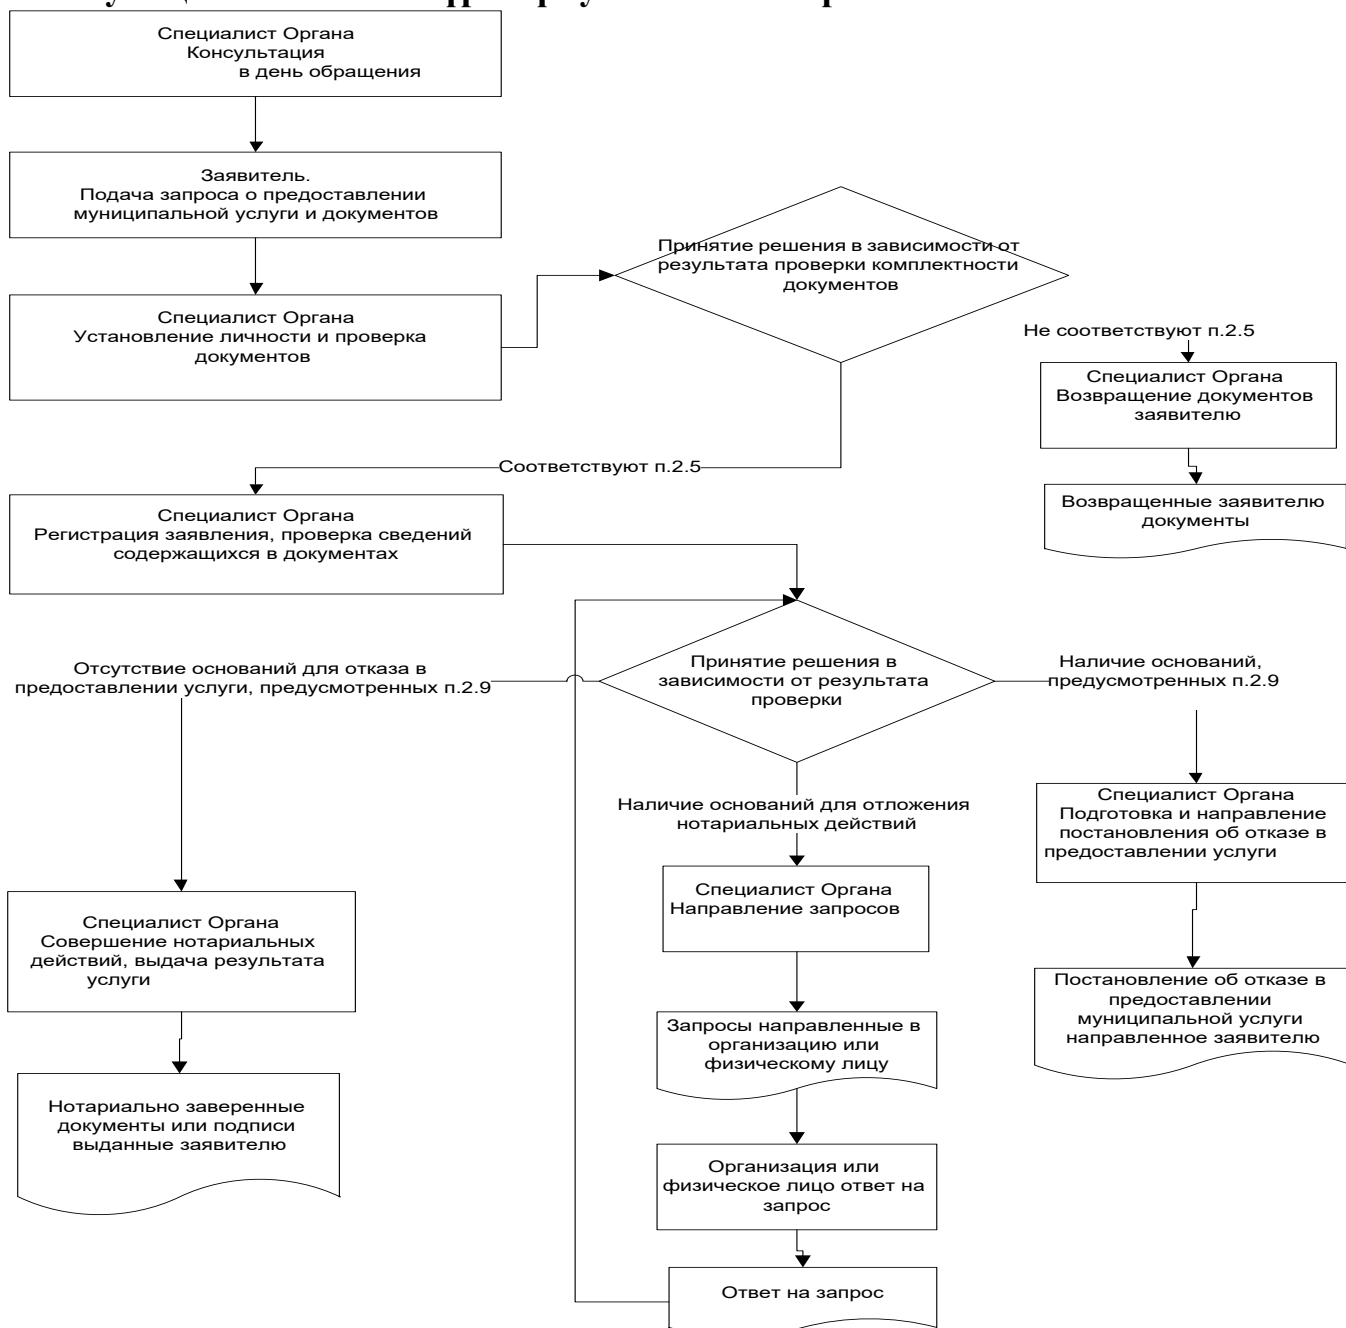 Специалист Органа
Консультация
в день обращения
Заявитель.
Подача запроса о предоставлении
муниципальной услуги и документов
Принятие решения в зависимости от
результата проверки комплектности
документов
Специалист Органа
Установление личности и проверка
документов
Не соответствуют п.2.5
Специалист Органа
Возвращение документов
заявителю
Соответствуют п.2.5
Возвращенные заявителю
документы
Специалист Органа
Регистрация заявления, проверка сведений
содержащихся в документах
Отсутствие оснований для отказа в
предоставлении услуги, предусмотренных п.2.9
Принятие решения в
зависимости от результата
проверки
Наличие оснований,
предусмотренных п.2.9
Наличие оснований для отложения
нотариальных действий
Специалист Органа
Подготовка и направление
постановления об отказе в
предоставлении услуги
Специалист Органа
Направление запросов
Специалист Органа
Совершение нотариальных
действий, выдача результата
услуги
Постановление об отказе в
предоставлении
муниципальной услуги
направленное заявителю
Запросы направленные в
организацию или
физическому лицу
Нотариально заверенные
документы или подписи
выданные заявителю
Организация или
физическое лицо ответ на
запрос
Ответ на запрос